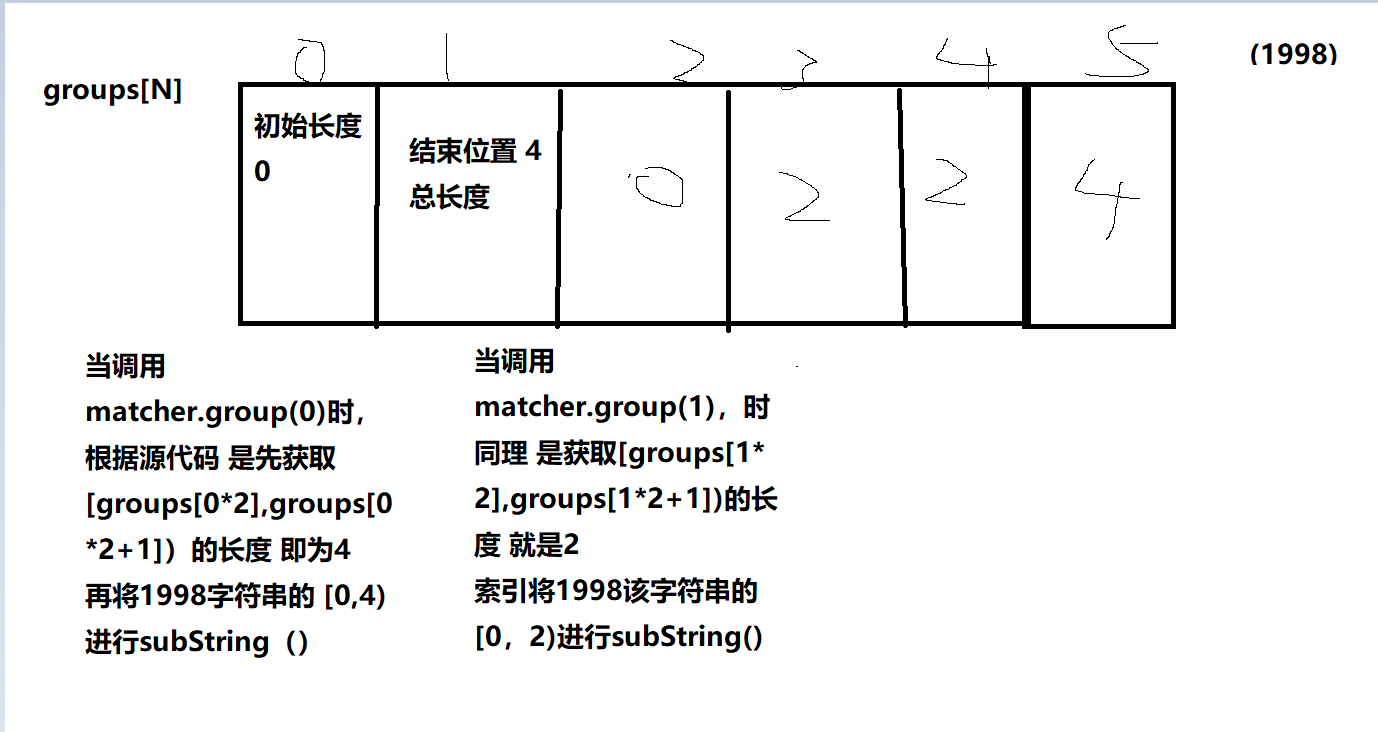 0 1 2 3 4 5
(1998)
groups[N]
初始长度
0
结束位置 4
总长度
0 2 2 4
当调用
matcher.group(0)时，
根据源代码 是先获取
[groups[0*2],groups[0
*2+1]）的长度 即为4
再将1998字符串的 [0,4)
进行subString（）
当调用
matcher.group(1)，时
同理 是获取[groups[1*
2],groups[1*2+1])的长
度 就是2
索引将1998该字符串的
[0，2)进行subString()